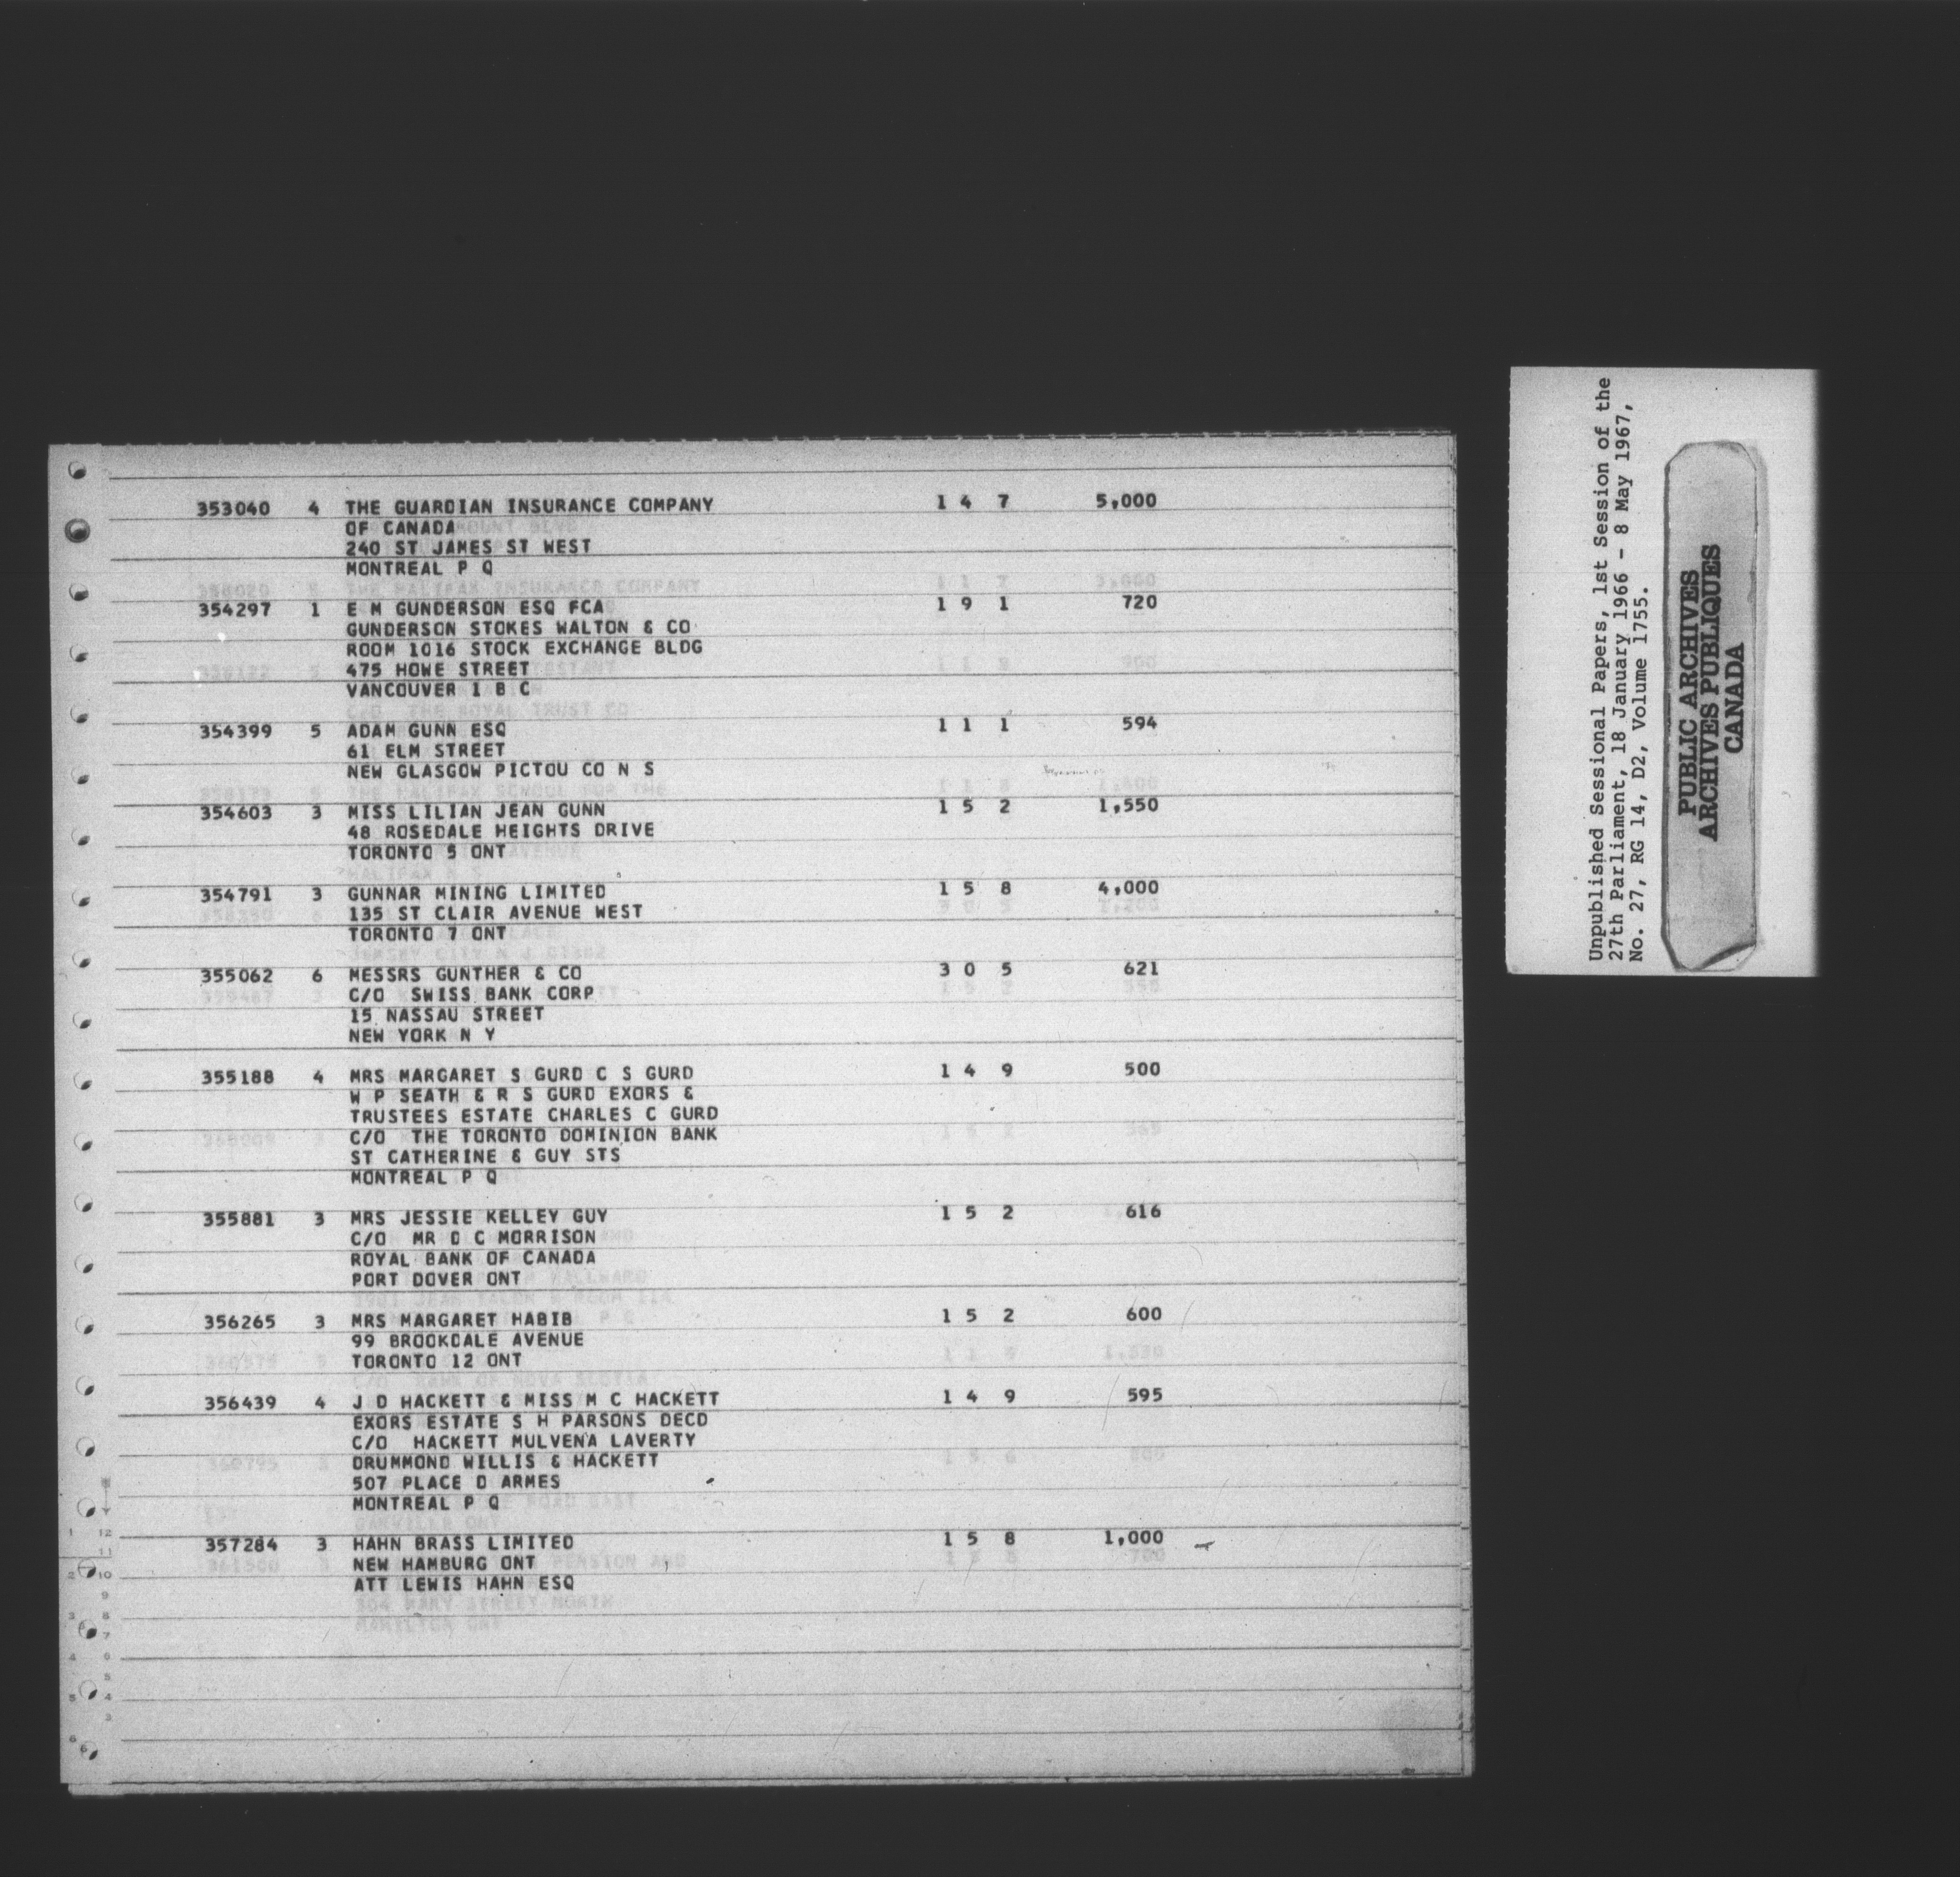 353040 4 THE GUARDIAN INSURANCE COMPANY 1 4 7 5,000
OF CANADA
240 ST JAMES ST WEST
MONTREAL P Q
354297 1 E M GUNDERSON ESQ FCA 1 9 1 720
GUNDERSON STOKES WALTON & CO
ROOM 1016 STOCK EXCHANGE BLDG
475 HOWE STREET
VANCOUVER 1 B C
354399 5 ADAM GUNN ESQ 1 1 1 594
61 ELM STREET
NEW GLASGOW PICTOU CO N S
354603 3 MISS LILIAN JEAN GUNN 1 5 2 1,550
48 ROSEDALE HEIGHTS DRIVE
TORONTO 5 ONT
354791 3 GUNNAR MINING LIMITED 1 5 8 4,000
135 ST CLAIR AVENUE WEST
TORONTO 7 ONT
355062 6 MESSRS GUNTHER & CO 3 0 5 621
C/O SWISS BANK CORP
15 NASSAU STREET
NEW YORK N Y
355188 4 MRS MARGARET S GURD C S GURD 1 4 9 500
W P SEATH & R S GURD EXORS &
TRUSTEES ESTATE CHARLES C GURD
C/O THE TORONTO DOMINION BANK
ST CATHERINE & GUY STS
MONTREAL P Q
355881 3 MRS JESSIE KELLEY GUY 1 5 2 616
C/O MR D C MORRISON
ROYAL BANK OF CANADA
PORT DOVER ONT
356265 3 MRS MARGARET HABIB 1 5 2 600
99 BROOKDALE AVENUE
TORONTO 12 ONT
356439 4 J D HACKETT & MISS M C HACKETT 1 4 9 595
EXORS ESTATE S H PARSONS DECD
C/O HACKETT MULVENA LAVERTY
DRUMMOND WILLIS & HACKETT
507 PLACE D ARMES
MONTREAL P Q
357284 3 HAHN BRASS LIMITED 1 5 8 1,000
NEW HAMBURG ONT
ATT LEWIS HAHN ESQ
Unpublished Sessional Papers, 1st Session of the
27th Parliament, 18 January 1966 - 8 May 1967,
No. 27, RG 14, D2, Volume 1755.
PUBLIC ARCHIVES
ARCHIVES PUBLIQUES
CANADA